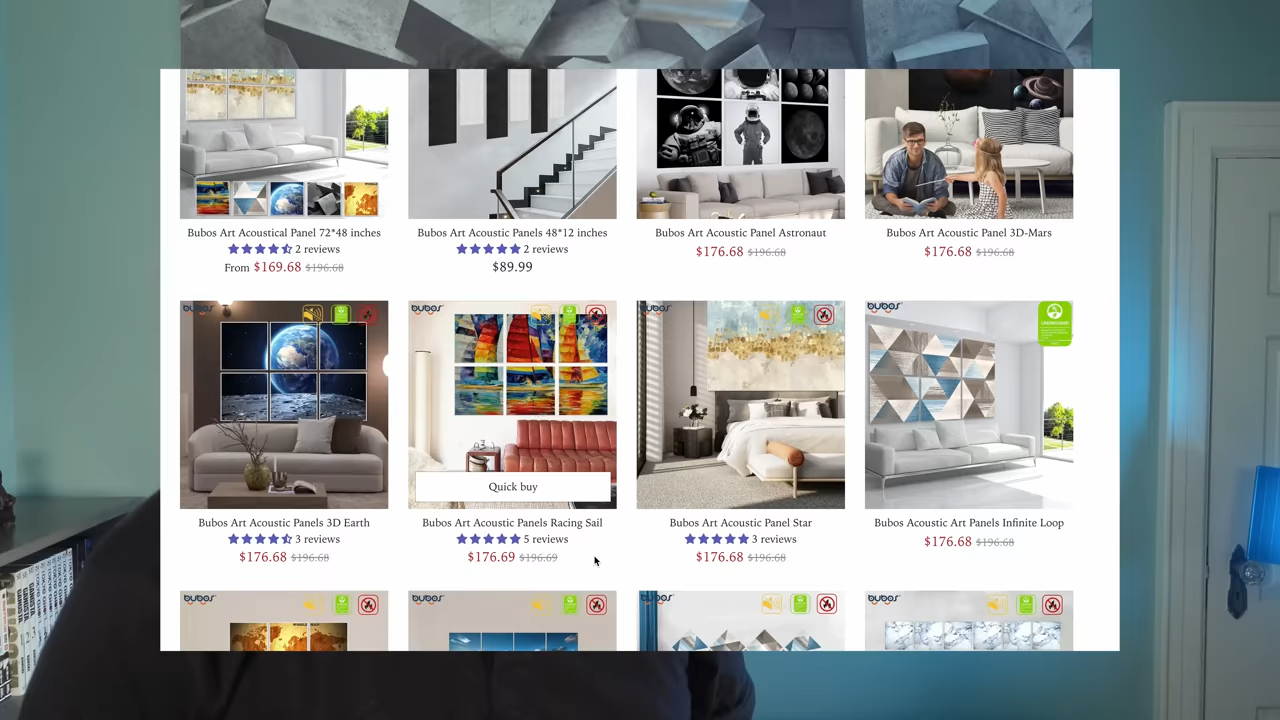 Bubos Art Acoustical Panel 72*48 inches
2 reviews
From $169.68 $196.68
Bubos Art Acoustic Panels 48*12 inches
2 reviews
$89.99
Bubos Art Acoustic Panel Astronaut
$176.68 $196.68
Bubos Art Acoustic Panel 3D-Mars
$176.68 $196.68
bubos
Bubos Art Acoustic Panels 3D Earth
3 reviews
$176.68 $196.68
bubos
Quick buy
Bubos Art Acoustic Panels Racing Sail
5 reviews
$176.69 $196.69
bubos
Bubos Art Acoustic Panel Star
3 reviews
$176.68 $196.68
bubos
Bubos Acoustic Art Panels Infinite Loop
$176.68 $196.68
bubos
bubos
bubos
bubos